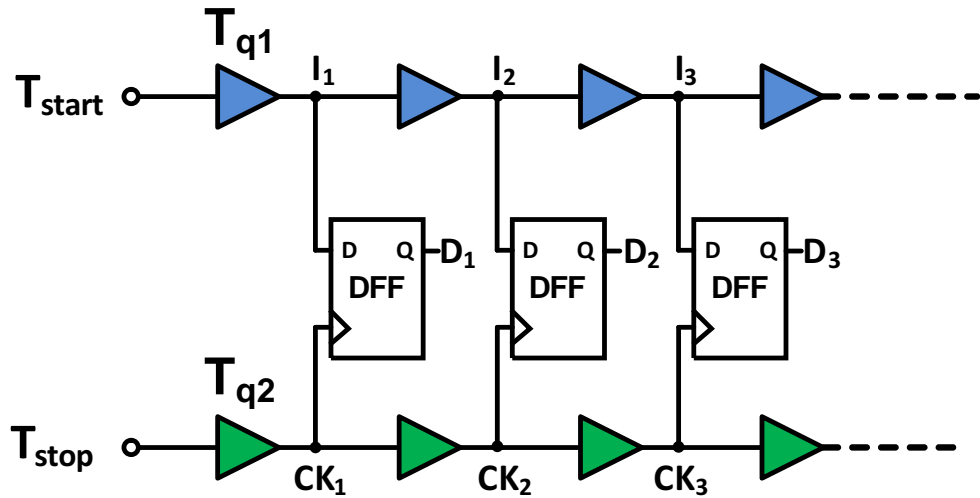 Tq1
I1 I2 I3
Tstart
D Q D1 D Q D2 D Q D3
DFF DFF DFF
Tq2
Tstop
CK1 CK2 CK3